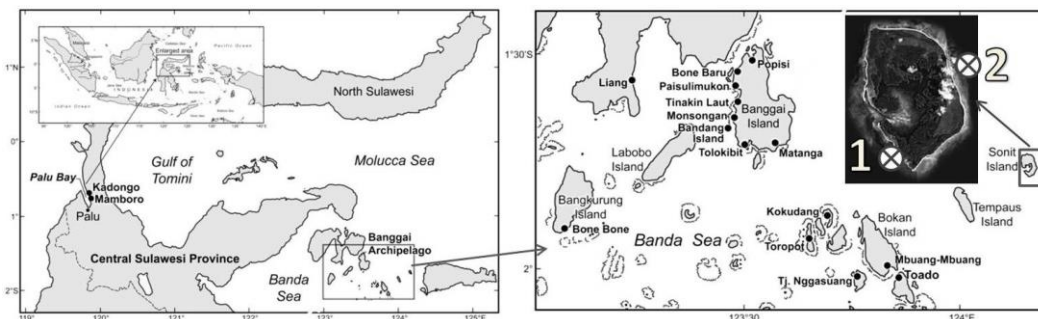 Enlarged area
Malaysia
Pacific Ocean
INDONESIA
Indian Ocean
1°N
0°
1°S
2°S
119°
120°
121°
122°
123°
124°
125°E
North Sulawesi
Gulf of
Tomini
Molucca Sea
Palu Bay
Kadongo
Mamboro
Palu
Central Sulawesi Province
Banggai
Archipelago
Banda
Sea
1°30'S
2°
123°30'
124°E
Liang
Popisi
Bone Baru
Paisulimukon
Tinakin Laut
Monsongan
Bandang
Island
Banggai
Island
Tolokibit
Matanga
Labobo
Island
Bangkurung
Island
Bone Bone
Banda Sea
Kokudang
Toropot
Bokan
Island
Mbuang-Mbuang
Toado
Tj. Nggasuang
Tempaus
Island
Sonit
Island
1
2